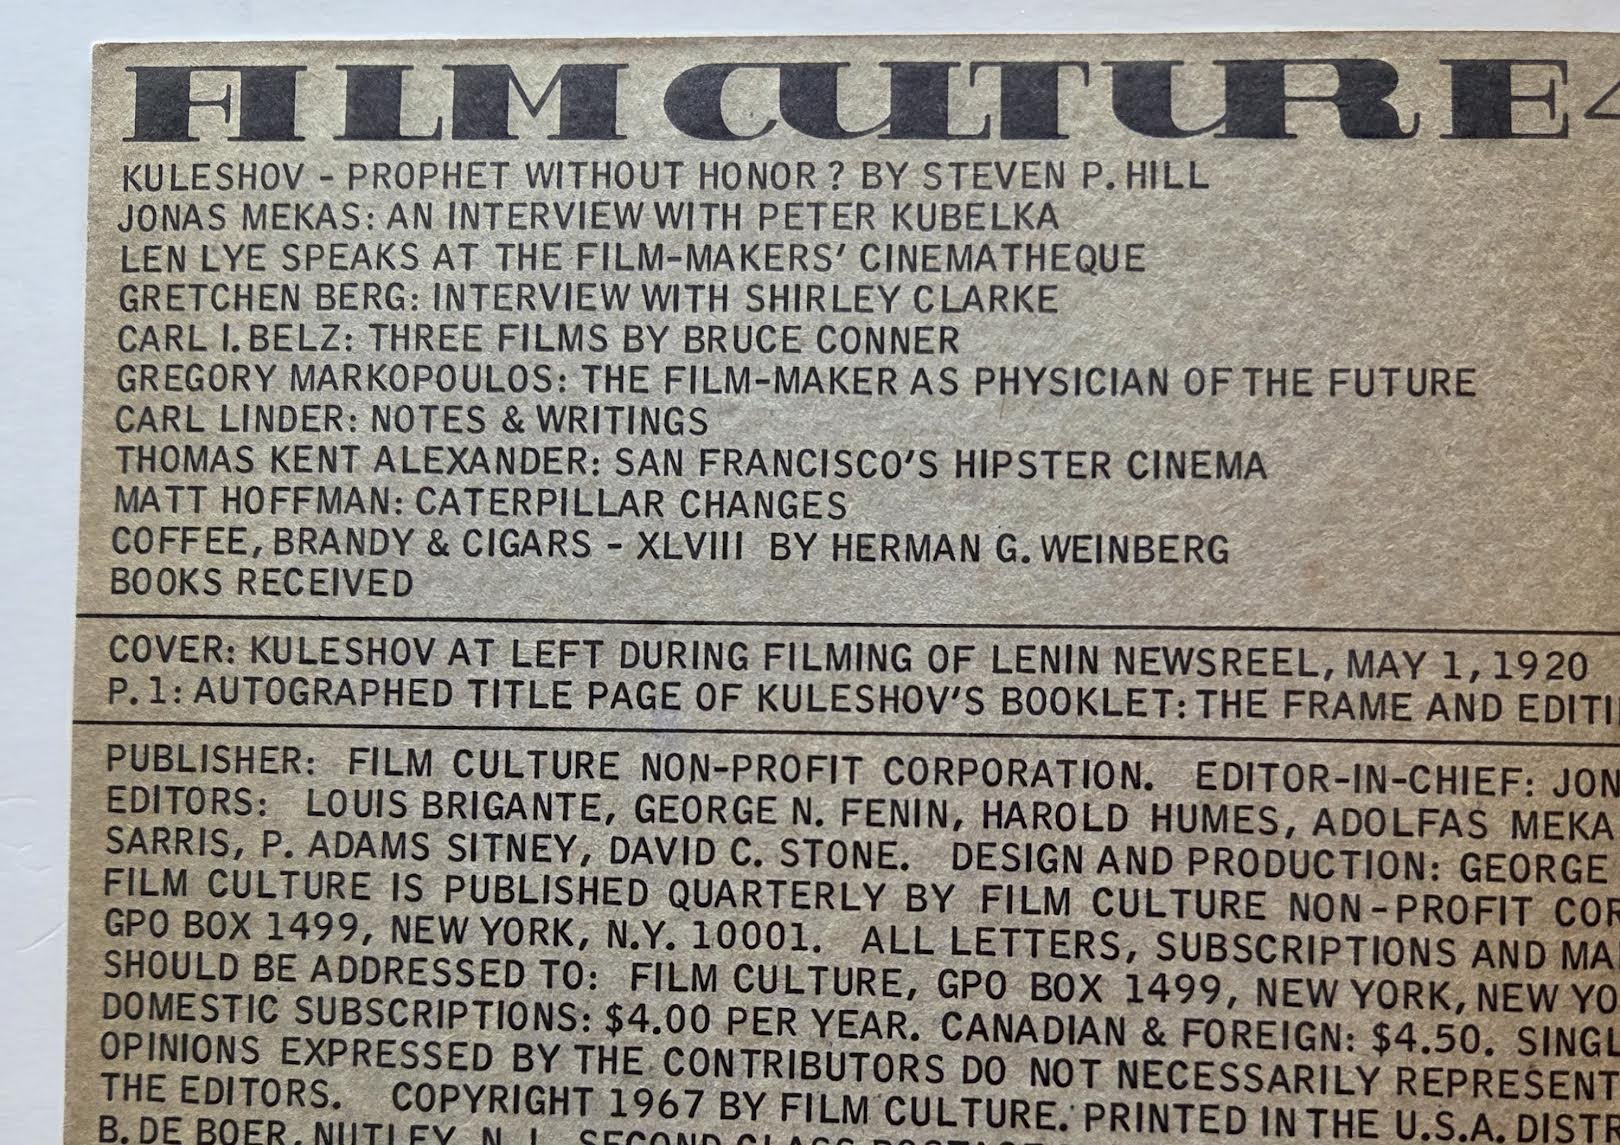 FILM CULTURE
KULESHOV - PROPHET WITHOUT HONOR? BY STEVEN P. HILL
JONAS MEKAS: AN INTERVIEW WITH PETER KUBELKA
LEN LYE SPEAKS AT THE FILM-MAKERS' CINEMATHEQUE
GRETCHEN BERG: INTERVIEW WITH SHIRLEY CLARKE
CARL I. BELZ: THREE FILMS BY BRUCE CONNER
GREGORY MARKOPOULOS: THE FILM-MAKER AS PHYSICIAN OF THE FUTURE
CARL LINDER: NOTES & WRITINGS
THOMAS KENT ALEXANDER: SAN FRANCISCO'S HIPSTER CINEMA
MATT HOFFMAN: CATERPILLAR CHANGES
COFFEE, BRANDY & CIGARS - XLVIII BY HERMAN G. WEINBERG
BOOKS RECEIVED
COVER: KULESHOV AT LEFT DURING FILMING OF LENIN NEWSREEL, MAY 1, 1920
P. 1: AUTOGRAPHED TITLE PAGE OF KULESHOV'S BOOKLET: THE FRAME AND
PUBLISHER: FILM CULTURE NON-PROFIT CORPORATION. EDITOR-IN-CHIEF:
EDITORS: LOUIS BRIGANTE, GEORGE N. FENIN, HAROLD HUMES, ADOLFAS
SARRIS, P. ADAMS SITNEY, DAVID C. STONE. DESIGN AND PRODUCTION: GEORGE
FILM CULTURE IS PUBLISHED QUARTERLY BY FILM CULTURE NON-PROFIT
GPO BOX 1499, NEW YORK, N.Y. 10001. ALL LETTERS, SUBSCRIPTIONS AND
SHOULD BE ADDRESSED TO: FILM CULTURE, GPO BOX 1499, NEW YORK, NEW
DOMESTIC SUBSCRIPTIONS: $4.00 PER YEAR. CANADIAN & FOREIGN: $4.50.
OPINIONS EXPRESSED BY THE CONTRIBUTORS DO NOT NECESSARILY REPRESENT
THE EDITORS. COPYRIGHT 1967 BY FILM CULTURE. PRINTED IN THE U.S.A.
B. DE BOER, NUTLEY, N. J. SECOND CLASS